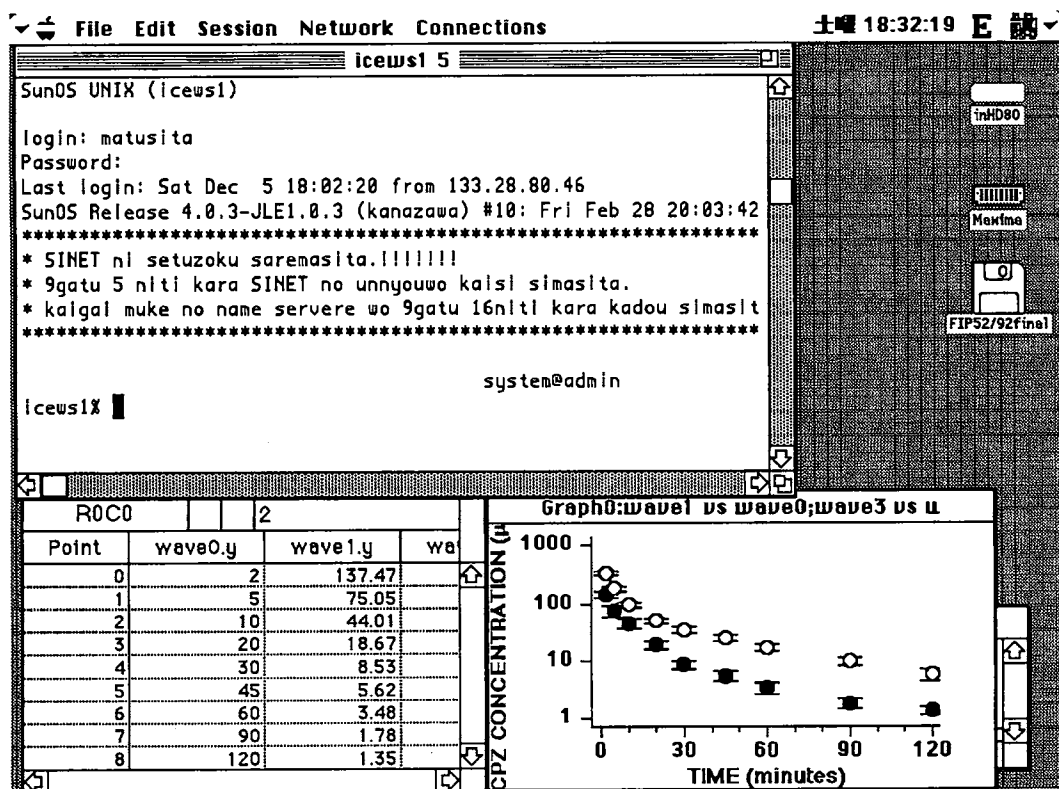 File Edit Session Network Connections 土曜 18:32:19 E
icews1 5
SunOS UNIX (icews1)
login: matusita
Password:
Last login: Sat Dec 5 18:02:20 from 133.28.80.46
SunOS Release 4.0.3-JLE1.0.3 (kanazawa) #10: Fri Feb 28 20:03:42
****************************************************************
* SINET ni setuzoku saremasita.!!!!!!!
* 9gatu 5 niti kara SINET no unnyouwo kaisi simasita.
* kaigai muke no name servere wo 9gatu 16niti kara kadou simasit
****************************************************************
system@admin
icews1%
inHD80
Maxima
FIP52/92final
R0C0 2
Point wave0.y wave1.y wa
0 2 137.47
1 5 75.05
2 10 44.01
3 20 18.67
4 30 8.53
5 45 5.62
6 60 3.48
7 90 1.78
8 120 1.35
Graph0:wave1 vs wave0;wave3 vs
CPZ CONCENTRATION (μ
1000
100
10
1
0 30 60 90 120
TIME (minutes)